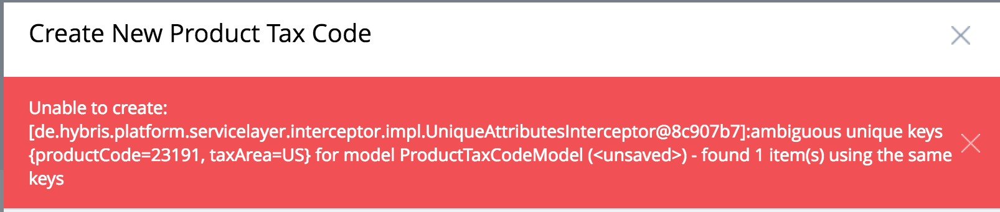 Create New Product Tax Code
Unable to create:
[de.hybris.platform.servicelayer.interceptor.impl.UniqueAttributesInterceptor@8c907b7]:ambiguous unique keys
{productCode=23191, taxArea=US} for model ProductTaxCodeModel (<unsaved>) - found 1 item(s) using the same
keys